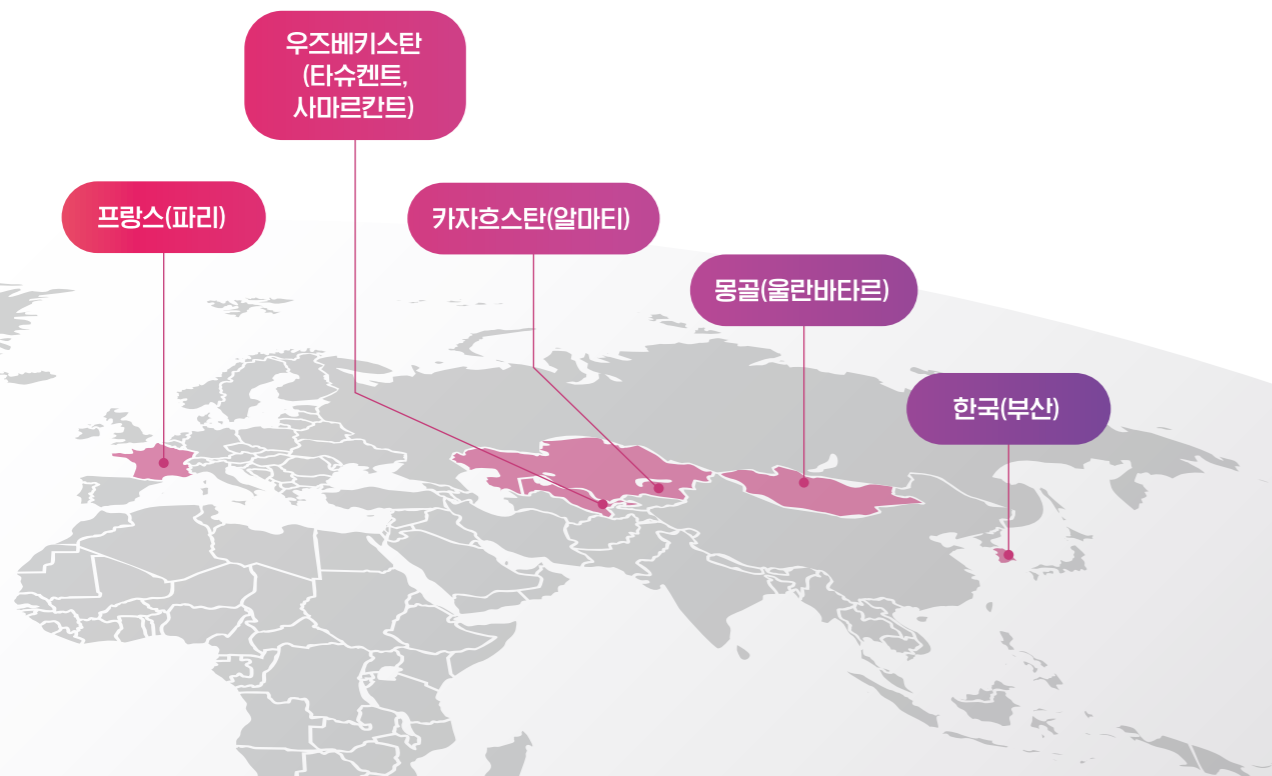 우즈베키스탄
(타슈켄트,
사마르칸트)
프랑스(파리)
카자흐스탄(알마티)
몽골(울란바타르)
한국(부산)